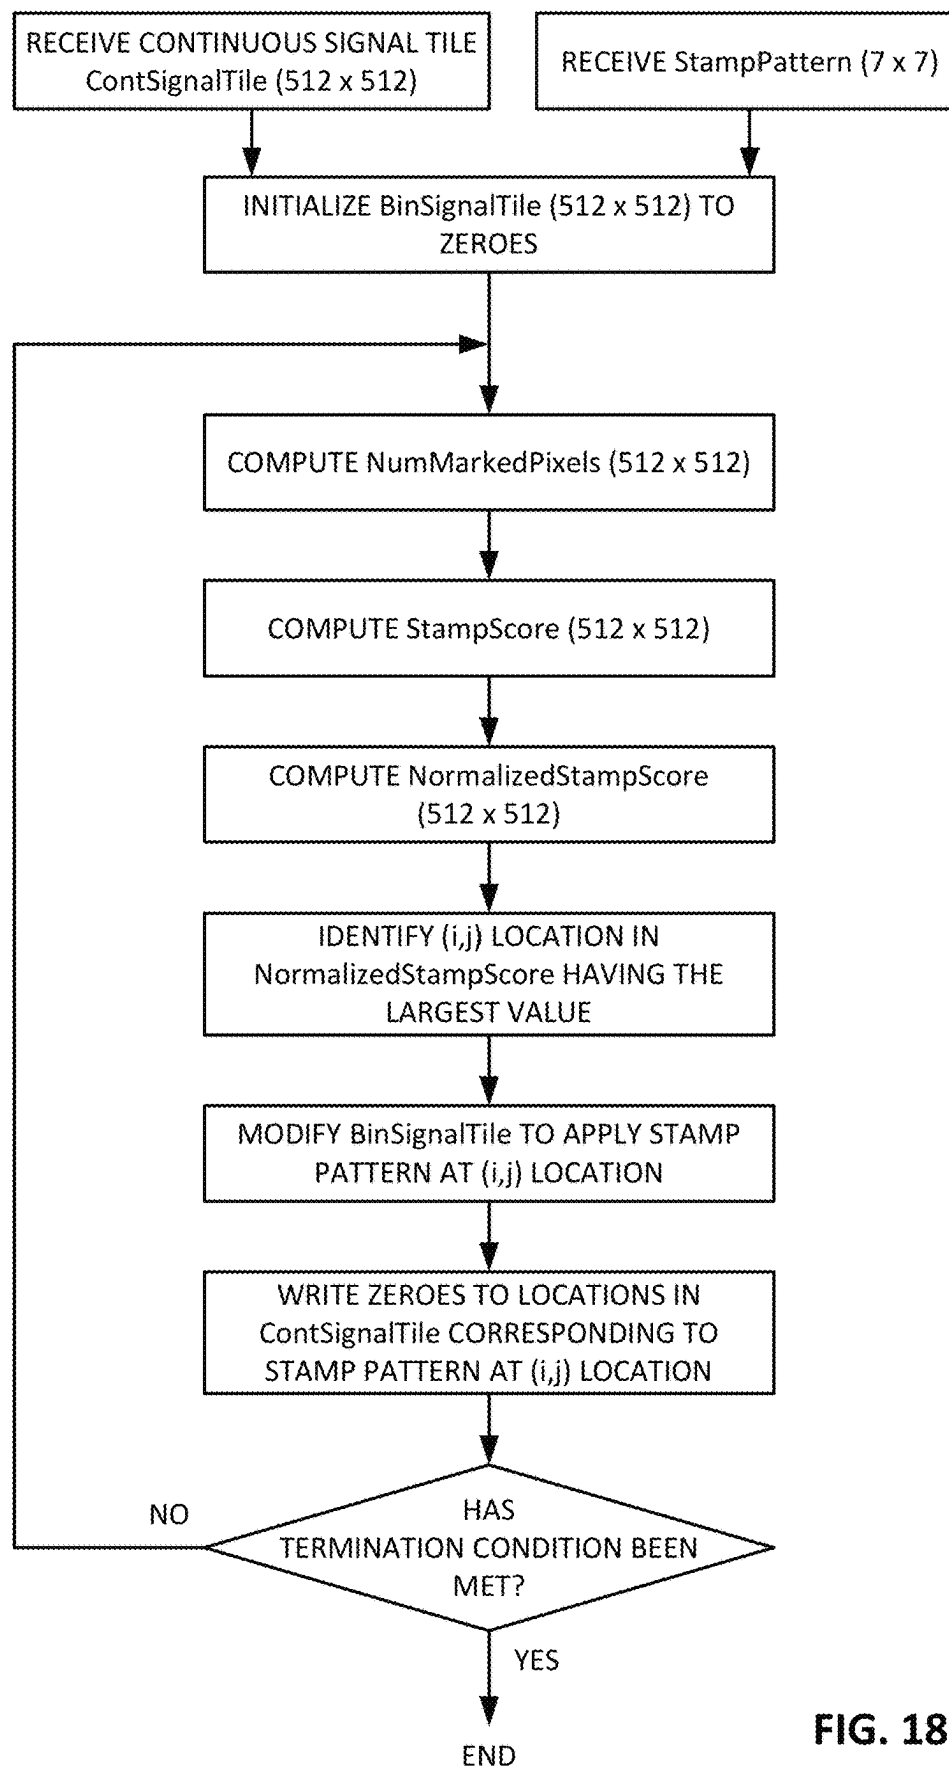 RECEIVE CONTINUOUS SIGNAL TILE
ContSignalTile (512 x 512)
RECEIVE StampPattern (7 x 7)
INITIALIZE BinSignalTile (512 x 512) TO
ZEROES
COMPUTE NumMarkedPixels (512 x 512)
COMPUTE StampScore (512 x 512)
COMPUTE NormalizedStampScore
(512 x 512)
IDENTIFY (i,j) LOCATION IN
NormalizedStampScore HAVING THE
LARGEST VALUE
MODIFY BinSignalTile TO APPLY STAMP
PATTERN AT (i,j) LOCATION
WRITE ZEROES TO LOCATIONS IN
ContSignalTile CORRESPONDING TO
STAMP PATTERN AT (i,j) LOCATION
NO
HAS
TERMINATION CONDITION BEEN
MET?
YES
END
FIG. 18